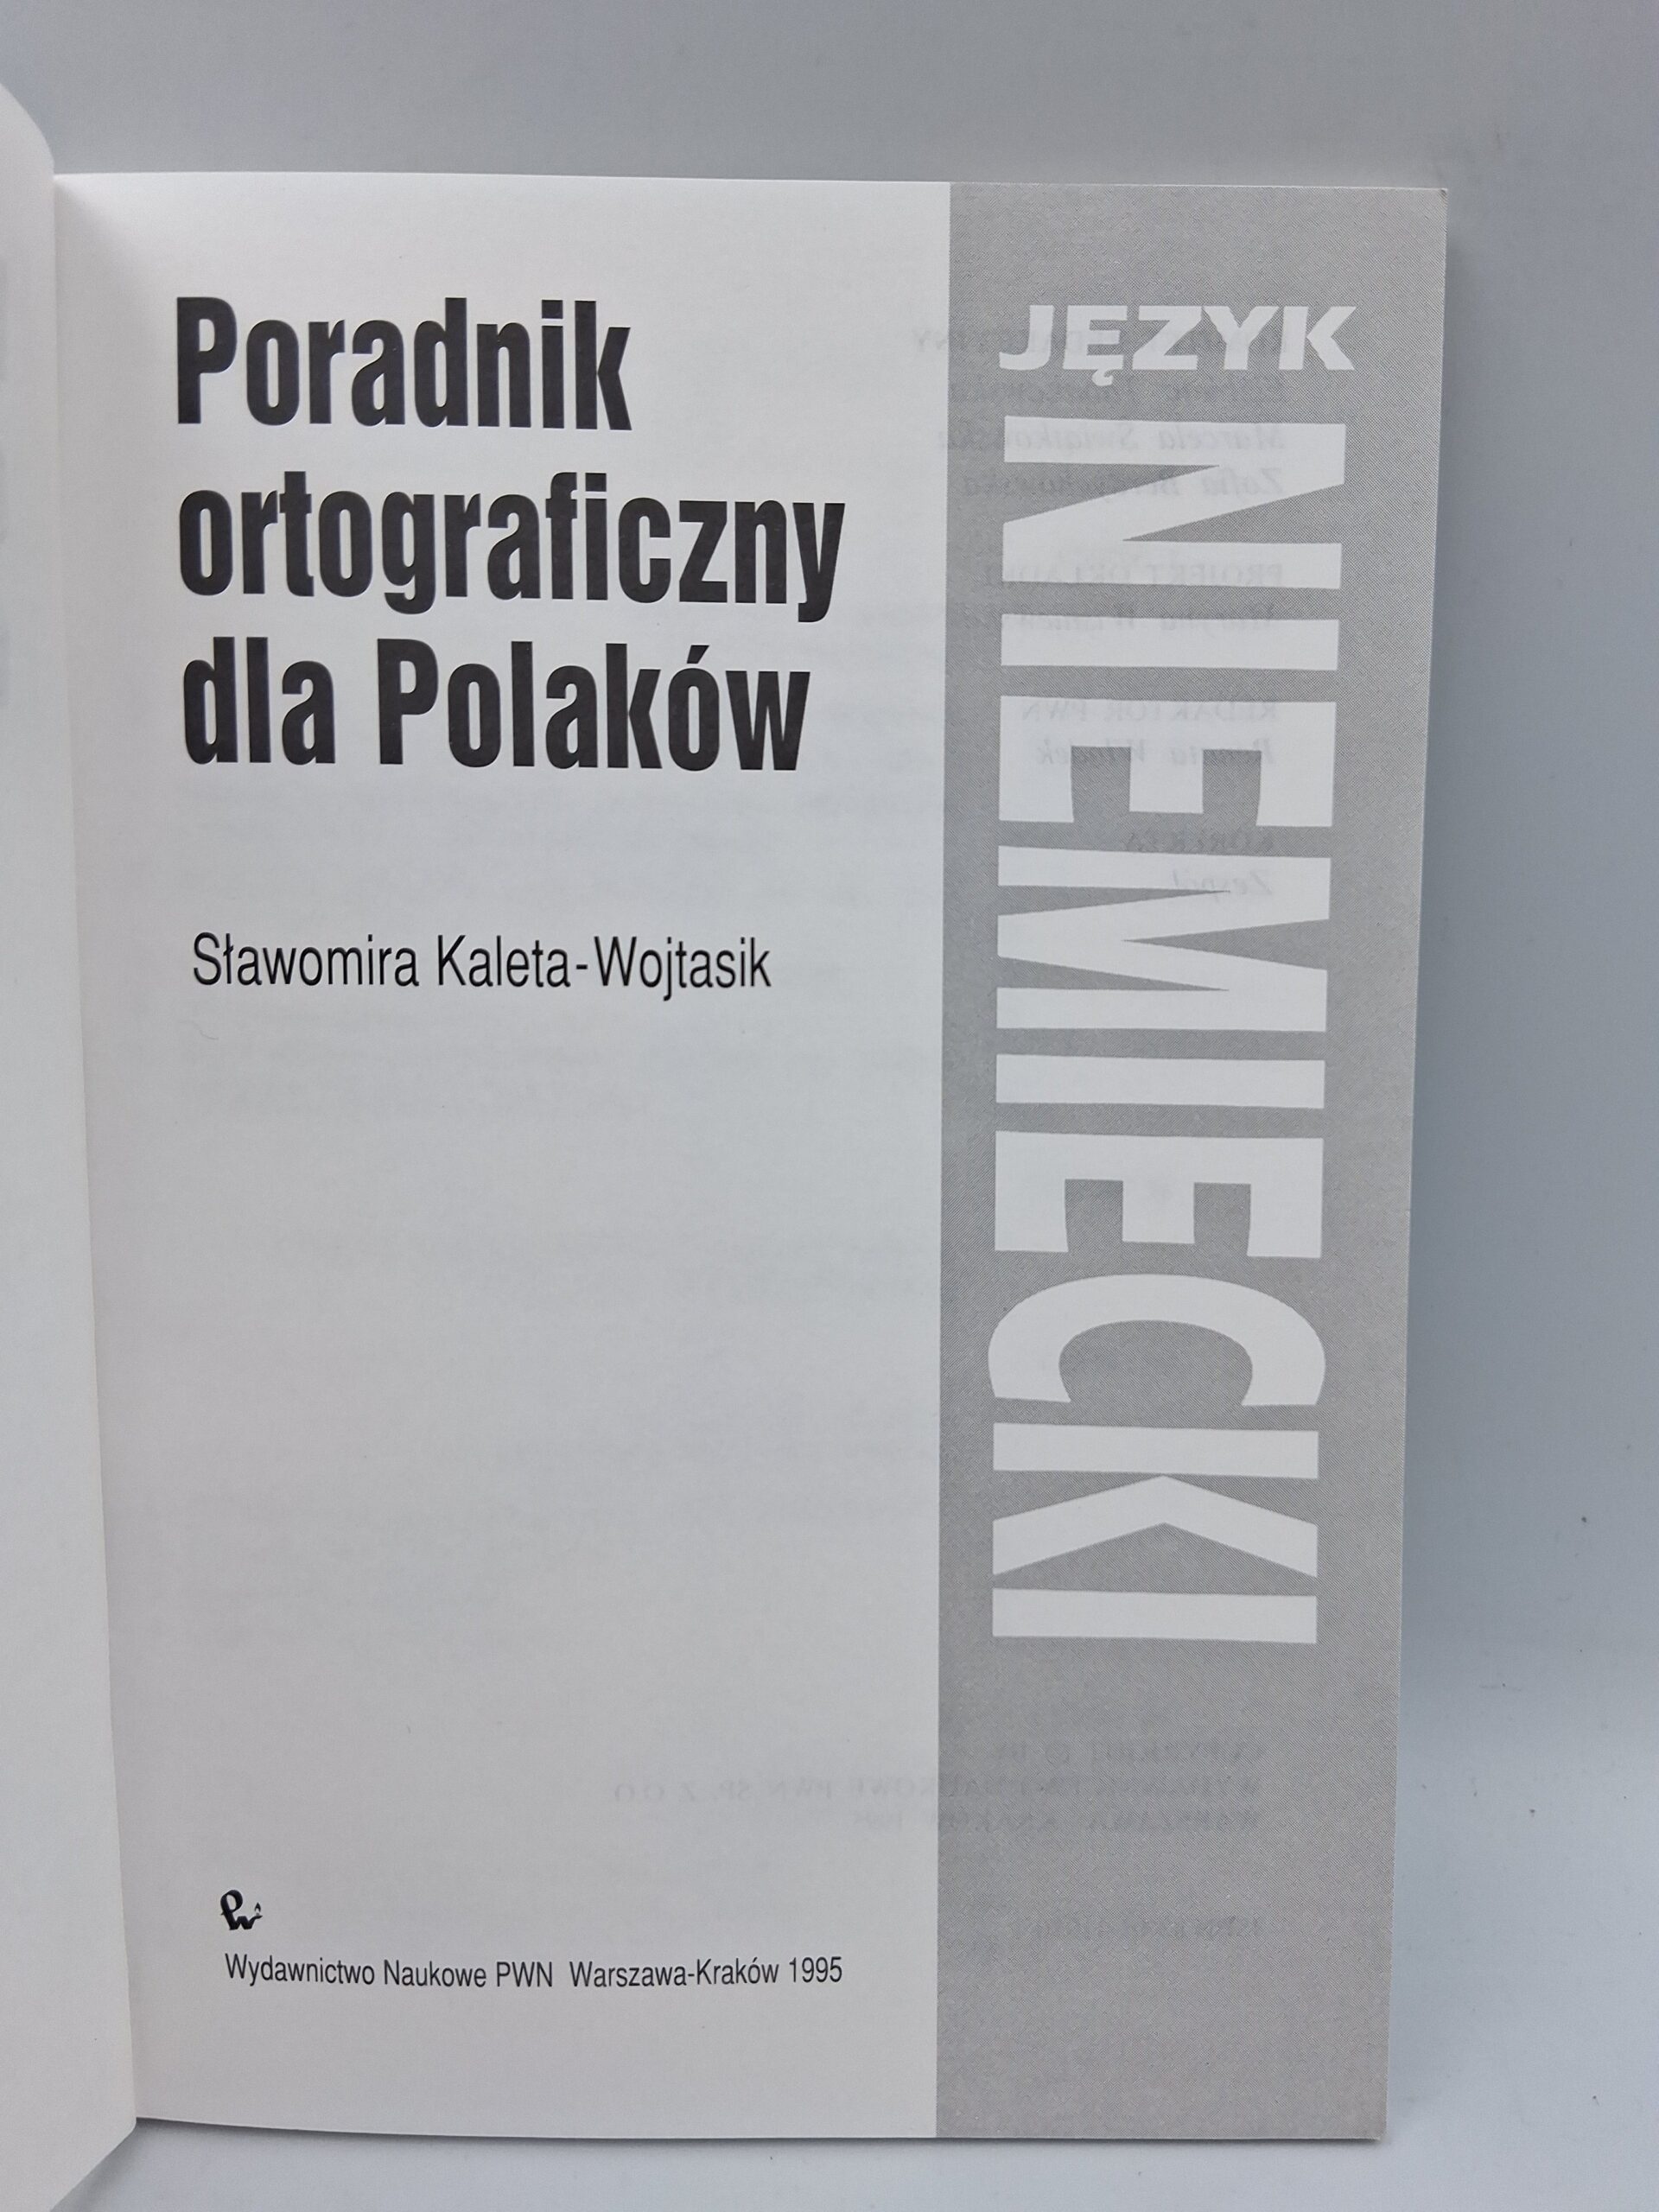 Poradnik
ortograficzny
dla Polaków
Sławomira Kaleta-Wojtasik
JĘZYK
NIEMIECKI
Wydawnictwo Naukowe PWN Warszawa-Kraków 1995